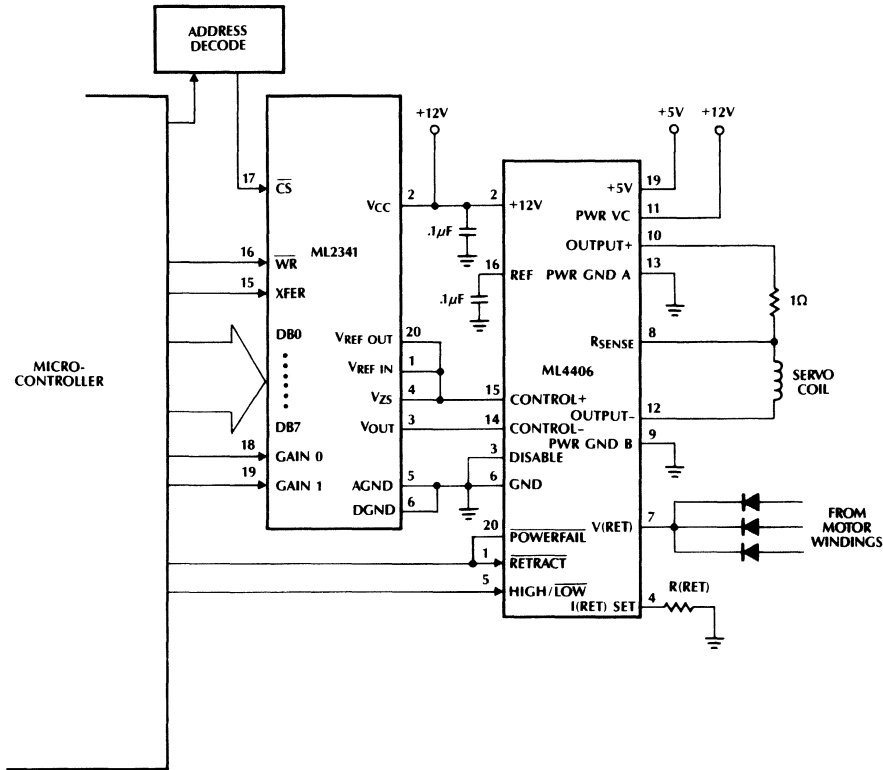 ADDRESS
DECODE
MICRO-
CONTROLLER
ML2341
17 CS
16 WR
15 XFER
DB0
DB7
18 GAIN 0
19 GAIN 1
VCC 2
VREF OUT 20
VREF IN 1
VZS 4
VOUT 3
AGND 5
DGND 6
+12V
.1μF
.1μF
ML4406
2 +12V
16 REF
15 CONTROL+
14 CONTROL–
3 DISABLE
6 GND
20 POWERFAIL
1 RETRACT
5 HIGH/LOW
+5V
+12V
+5V 19
PWR VC 11
OUTPUT+ 10
PWR GND A 13
RSENSE 8
OUTPUT– 12
PWR GND B 9
V(RET) 7
I(RET) SET 4
1Ω
SERVO
COIL
FROM
MOTOR
WINDINGS
R(RET)